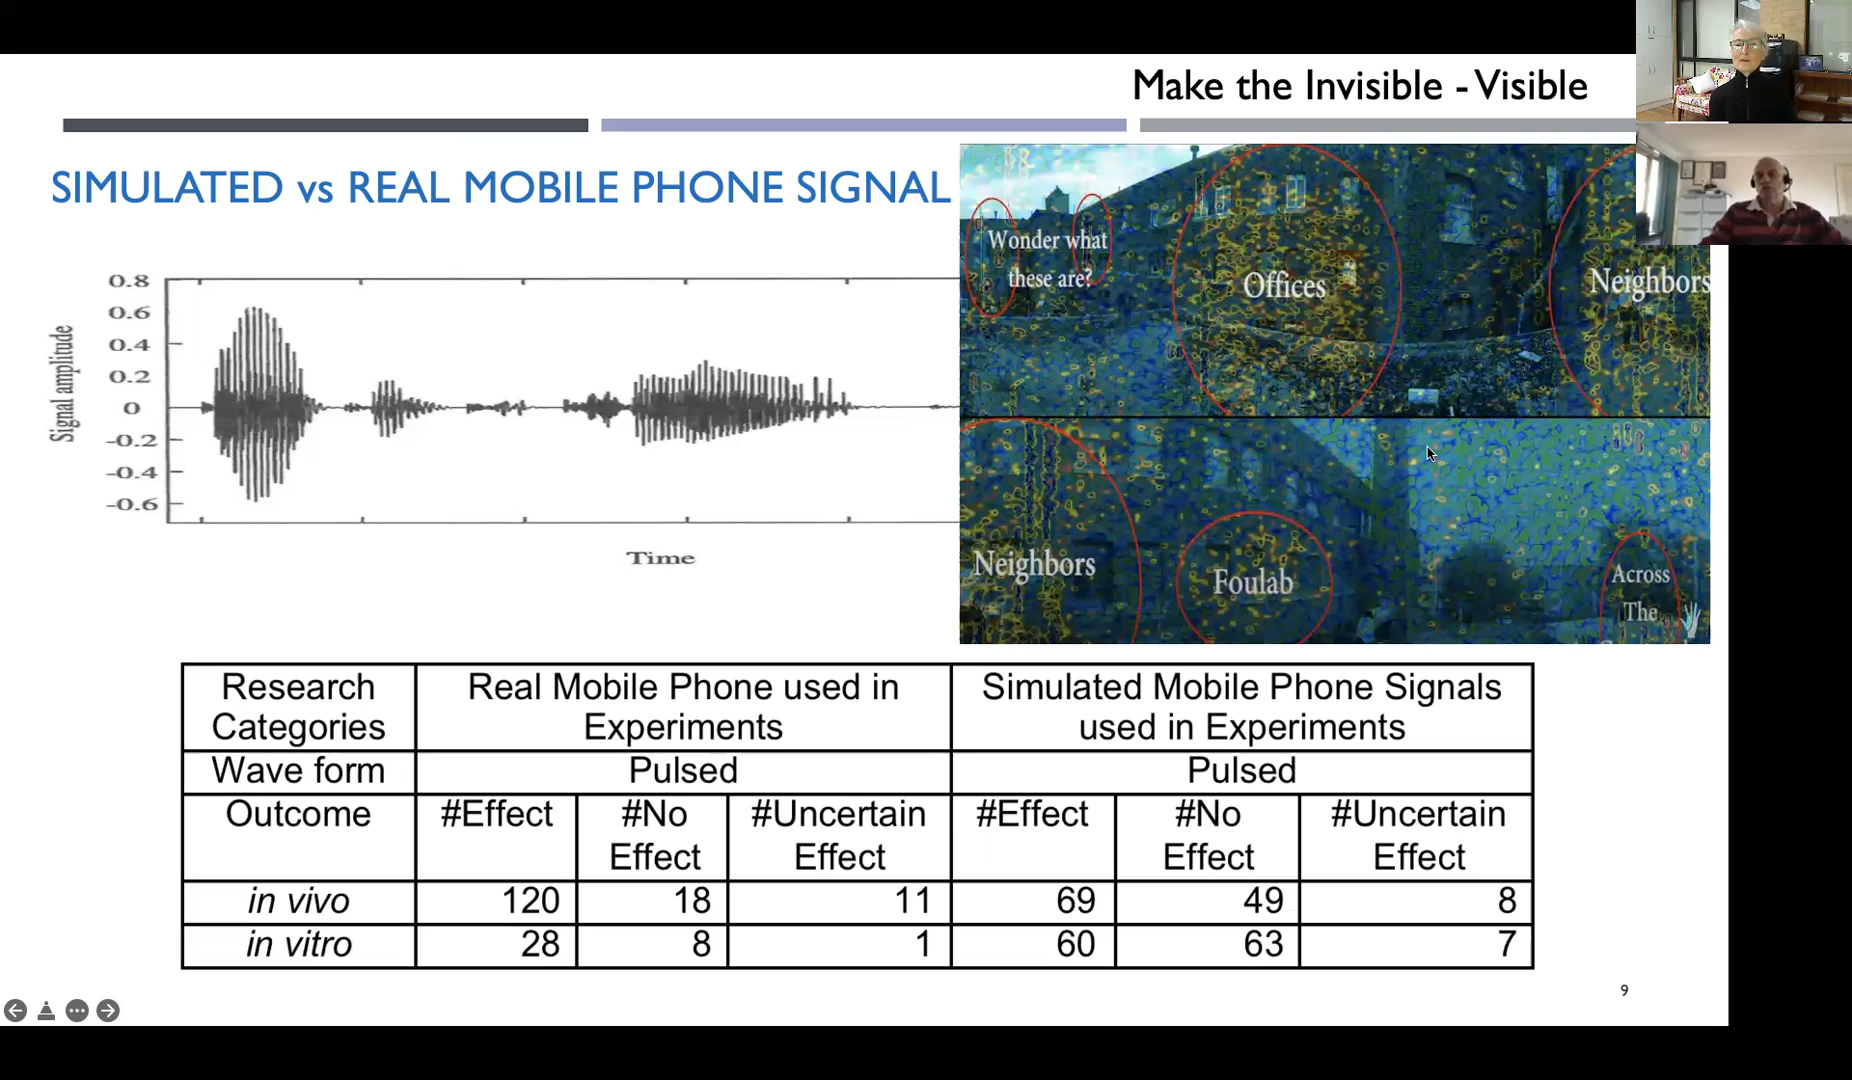 Make the Invisible - Visible
SIMULATED vs REAL MOBILE PHONE SIGNAL
Signal amplitude
0.8
0.6
0.4
0.2
0
-0.2
-0.4
-0.6
Time
Wonder what
these are?
Offices
Neighbors
Neighbors
Foulab
Across
The
Research
Categories
Real Mobile Phone used in
Experiments
Simulated Mobile Phone Signals
used in Experiments
Wave form
Pulsed
Pulsed
Outcome
#Effect
#No
Effect
#Uncertain
Effect
#Effect
#No
Effect
#Uncertain
Effect
in vivo
120
18
11
69
49
8
in vitro
28
8
1
60
63
7
9